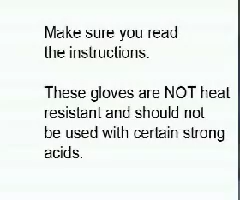 Make sure you read
the instructions.
These gloves are NOT heat
resistant and should not
be used with certain strong
acids.